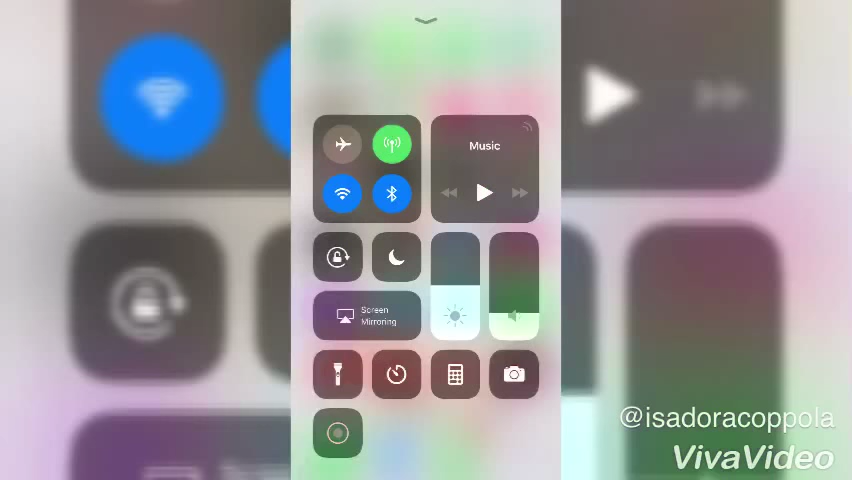 Music
Screen
Mirroring
@isadoracoppola
VivaVideo